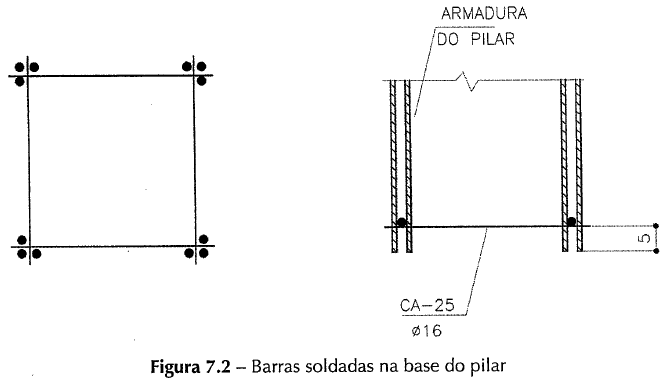 ARMADURA
DO PILAR
5
CA-25
ø16
Figura 7.2 – Barras soldadas na base do pilar